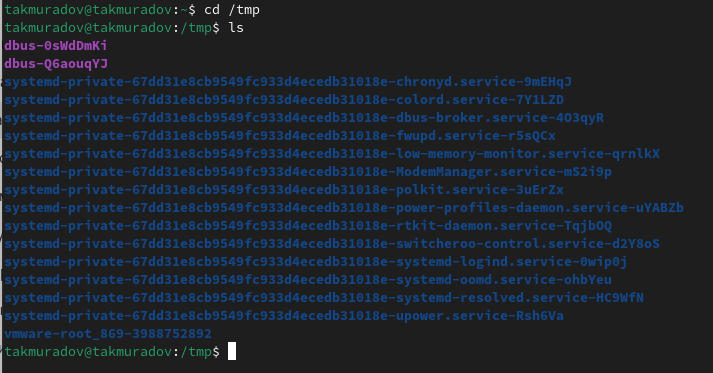 takmuradov@takmuradov:~$ cd /tmp
takmuradov@takmuradov:/tmp$ ls
dbus-0sWdDmKi
dbus-Q6aouqYJ
systemd-private-67dd31e8cb9549fc933d4ecedb31018e-chronyd.service-9mEHqJ
systemd-private-67dd31e8cb9549fc933d4ecedb31018e-colord.service-7Y1LZD
systemd-private-67dd31e8cb9549fc933d4ecedb31018e-dbus-broker.service-4O3qyR
systemd-private-67dd31e8cb9549fc933d4ecedb31018e-fwupd.service-r5sQCx
systemd-private-67dd31e8cb9549fc933d4ecedb31018e-low-memory-monitor.service-qrnlkX
systemd-private-67dd31e8cb9549fc933d4ecedb31018e-ModemManager.service-mS2i9p
systemd-private-67dd31e8cb9549fc933d4ecedb31018e-polkit.service-3uErZx
systemd-private-67dd31e8cb9549fc933d4ecedb31018e-power-profiles-daemon.service-uYABZb
systemd-private-67dd31e8cb9549fc933d4ecedb31018e-rtkit-daemon.service-TqjbOQ
systemd-private-67dd31e8cb9549fc933d4ecedb31018e-switcheroo-control.service-d2Y8oS
systemd-private-67dd31e8cb9549fc933d4ecedb31018e-systemd-logind.service-0wip0j
systemd-private-67dd31e8cb9549fc933d4ecedb31018e-systemd-oomd.service-ohbYeu
systemd-private-67dd31e8cb9549fc933d4ecedb31018e-systemd-resolved.service-HC9WfN
systemd-private-67dd31e8cb9549fc933d4ecedb31018e-upower.service-Rsh6Va
vmware-root_869-3988752892
takmuradov@takmuradov:/tmp$